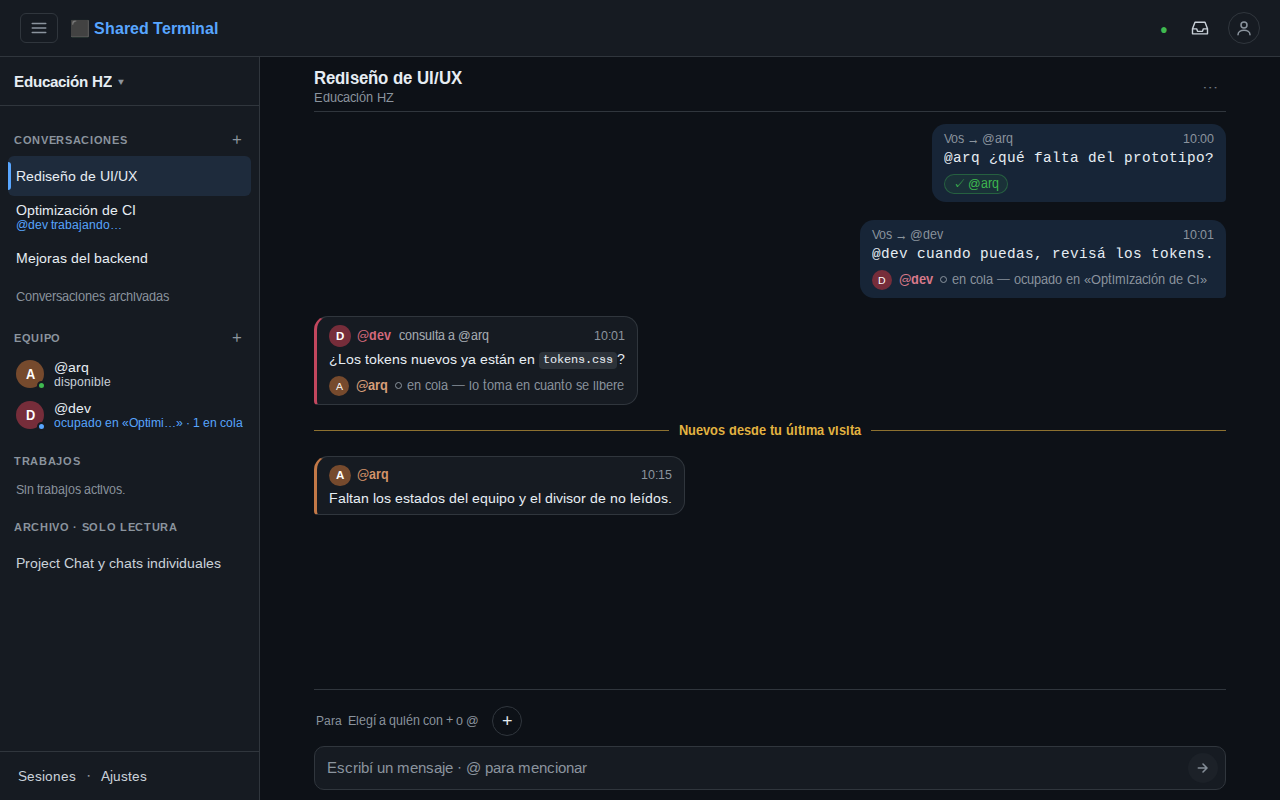 Shared Terminal
Educación HZ ▾
CONVERSACIONES +
Rediseño de UI/UX
Optimización de CI
@dev trabajando…
Mejoras del backend
Conversaciones archivadas
EQUIPO +
A @arq
disponible
D @dev
ocupado en «Optimi…» · 1 en cola
TRABAJOS
Sin trabajos activos.
ARCHIVO · SOLO LECTURA
Project Chat y chats individuales
Sesiones · Ajustes
Rediseño de UI/UX
Educación HZ
···
Vos → @arq 10:00
@arq ¿qué falta del prototipo?
✓ @arq
Vos → @dev 10:01
@dev cuando puedas, revisá los tokens.
D @dev ○ en cola — ocupado en «Optimización de CI»
D @dev consulta a @arq 10:01
¿Los tokens nuevos ya están en tokens.css?
A @arq ○ en cola — lo toma en cuanto se libere
Nuevos desde tu última visita
A @arq 10:15
Faltan los estados del equipo y el divisor de no leídos.
Para Elegí a quién con + o @ +
Escribí un mensaje · @ para mencionar